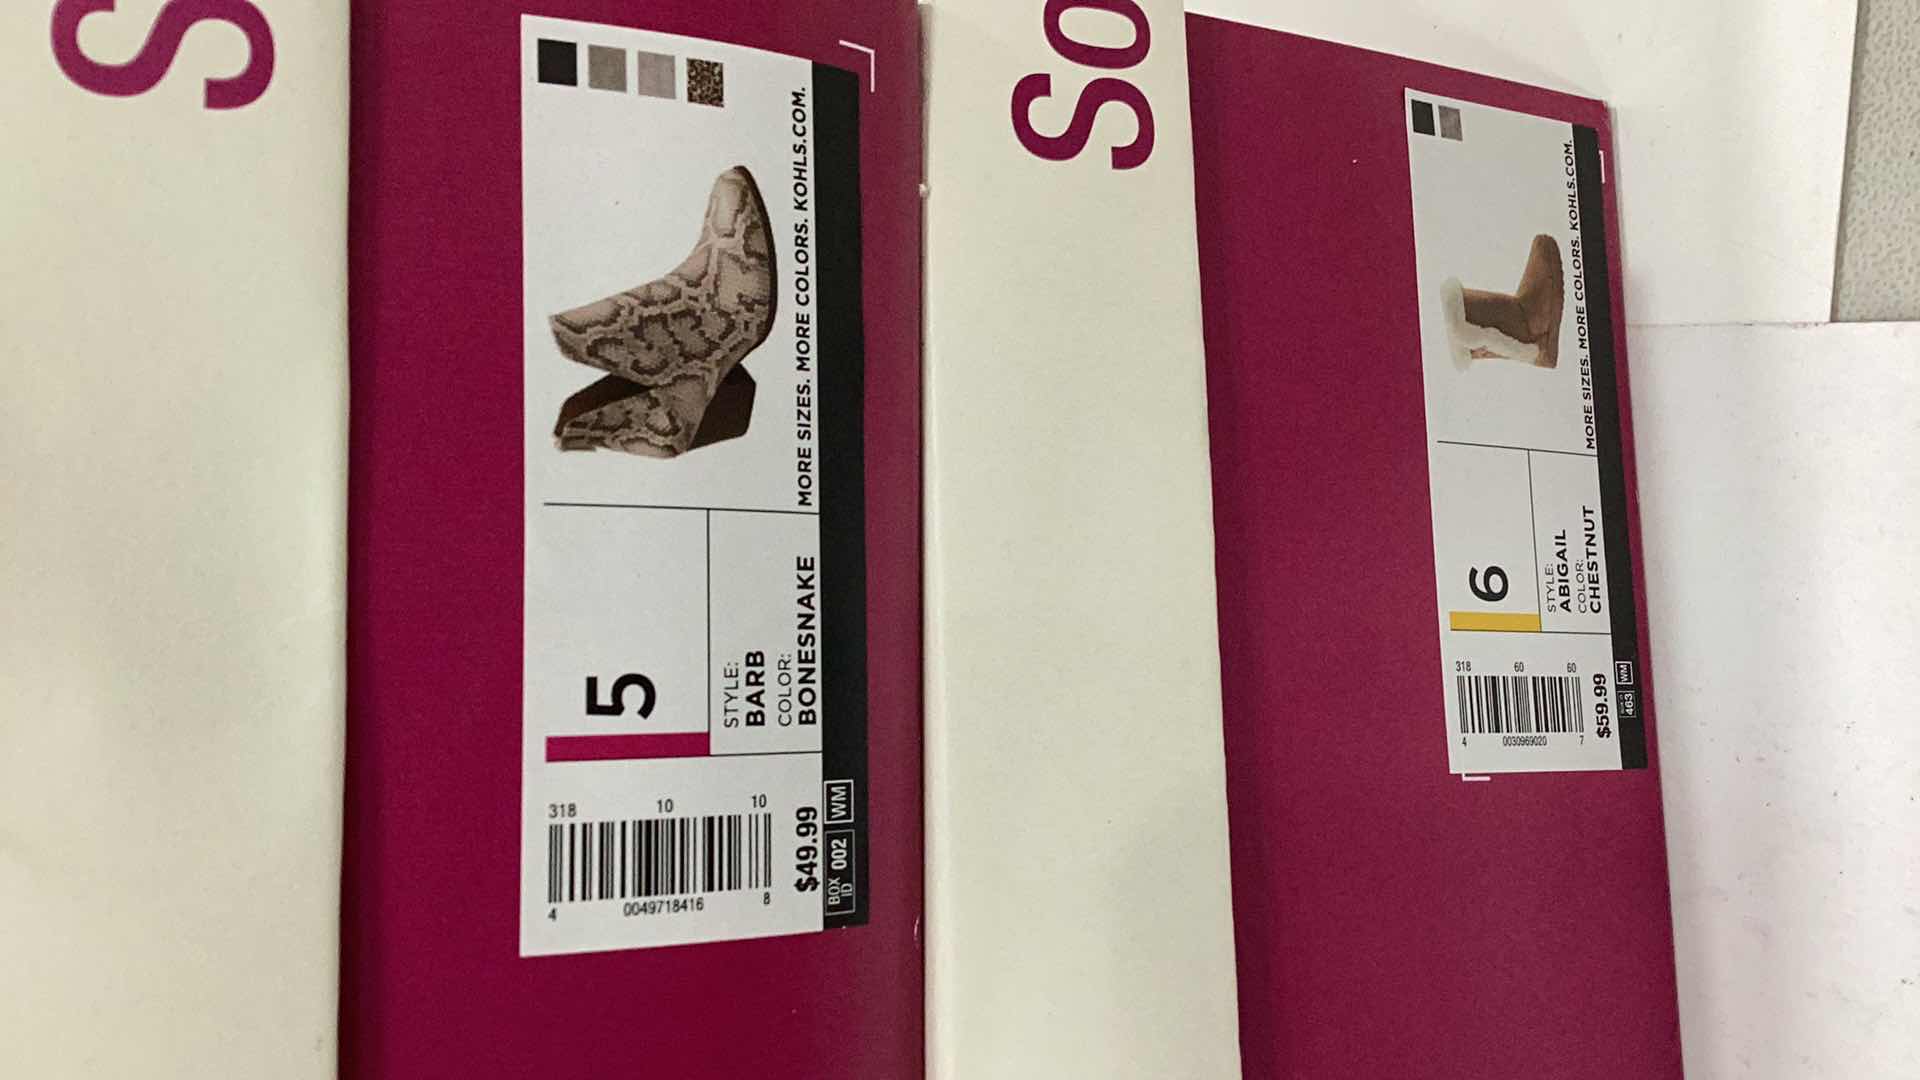 S
5
STYLE:
BARB
COLOR:
BONESNAKE
MORE SIZES. MORE COLORS. KOHLS.COM.
318 10 10
4 0049718416 8
$49.99
BOX ID 002 WM
SO
6
STYLE:
ABIGAIL
COLOR:
CHESTNUT
MORE SIZES. MORE COLORS. KOHLS.COM.
318 60 60
4 0030969020 7
$59.99
463 WM